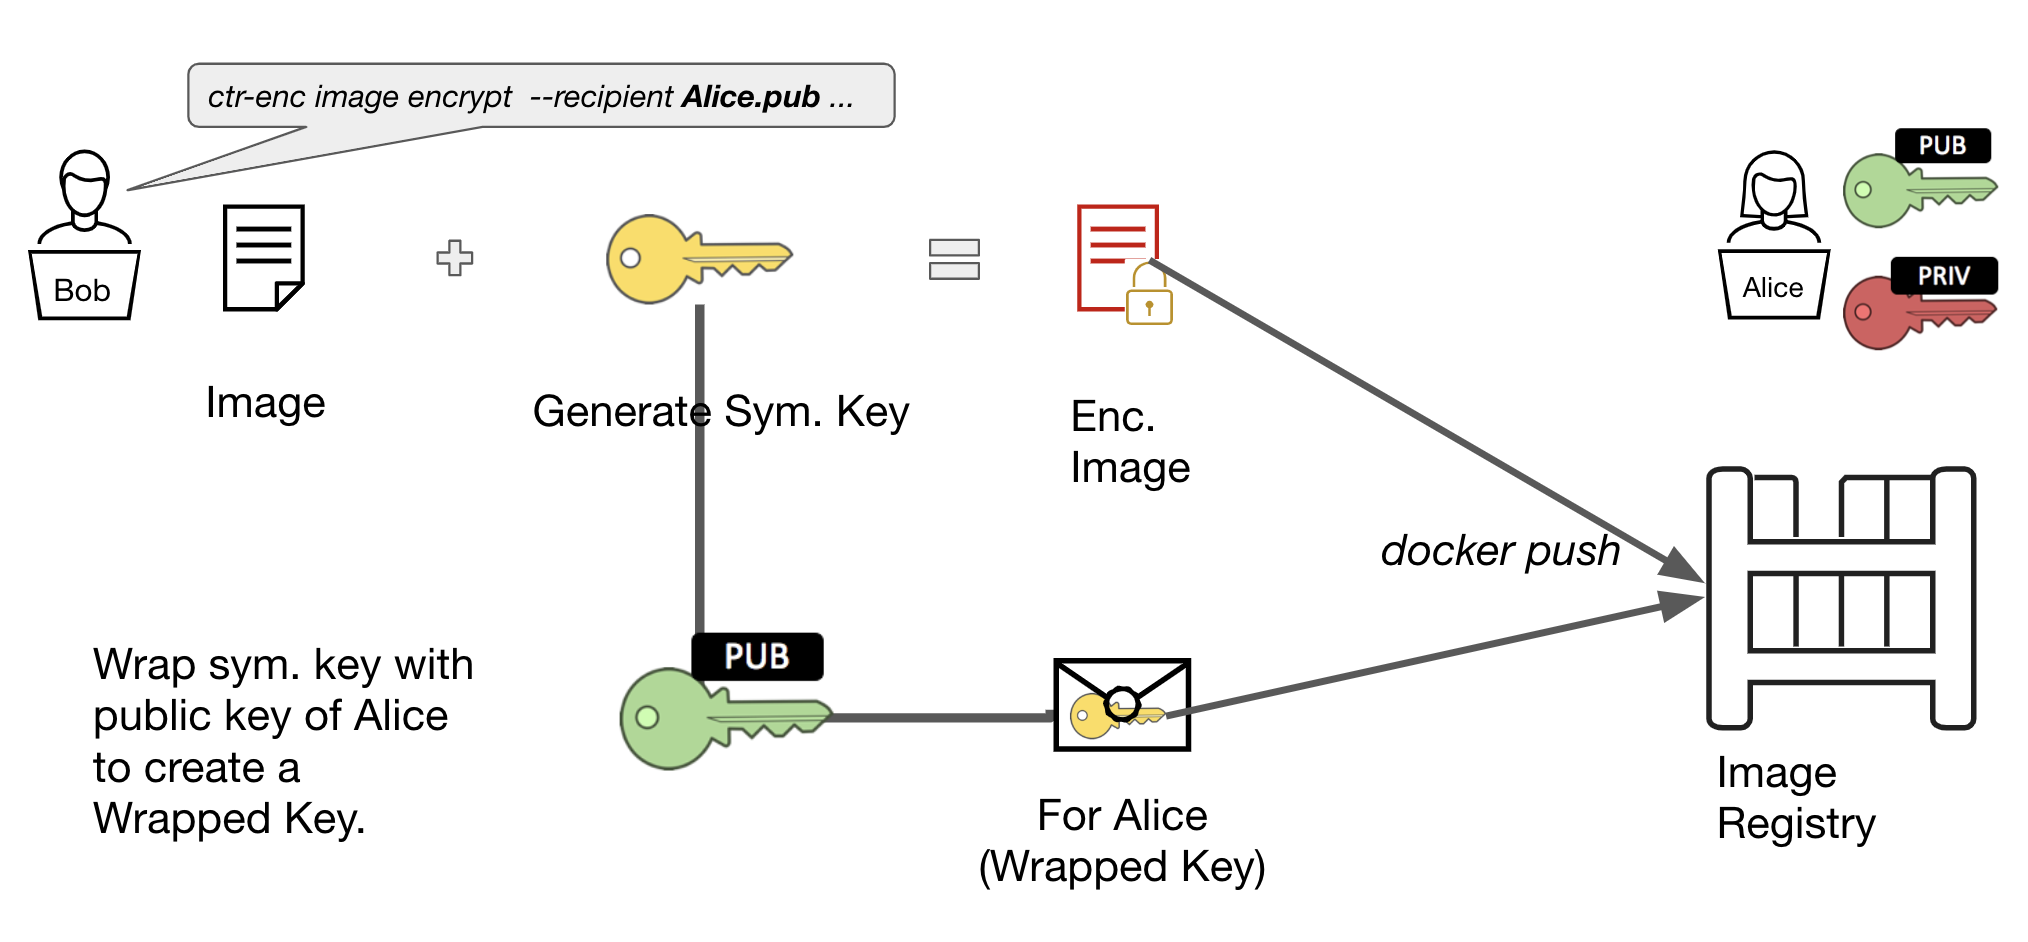 ctr-enc image encrypt --recipient Alice.pub ...
Bob
Image
Generate Sym. Key
Enc.
Image
PUB
PRIV
Alice
docker push
Wrap sym. key with
public key of Alice
to create a
Wrapped Key.
PUB
For Alice
(Wrapped Key)
Image
Registry